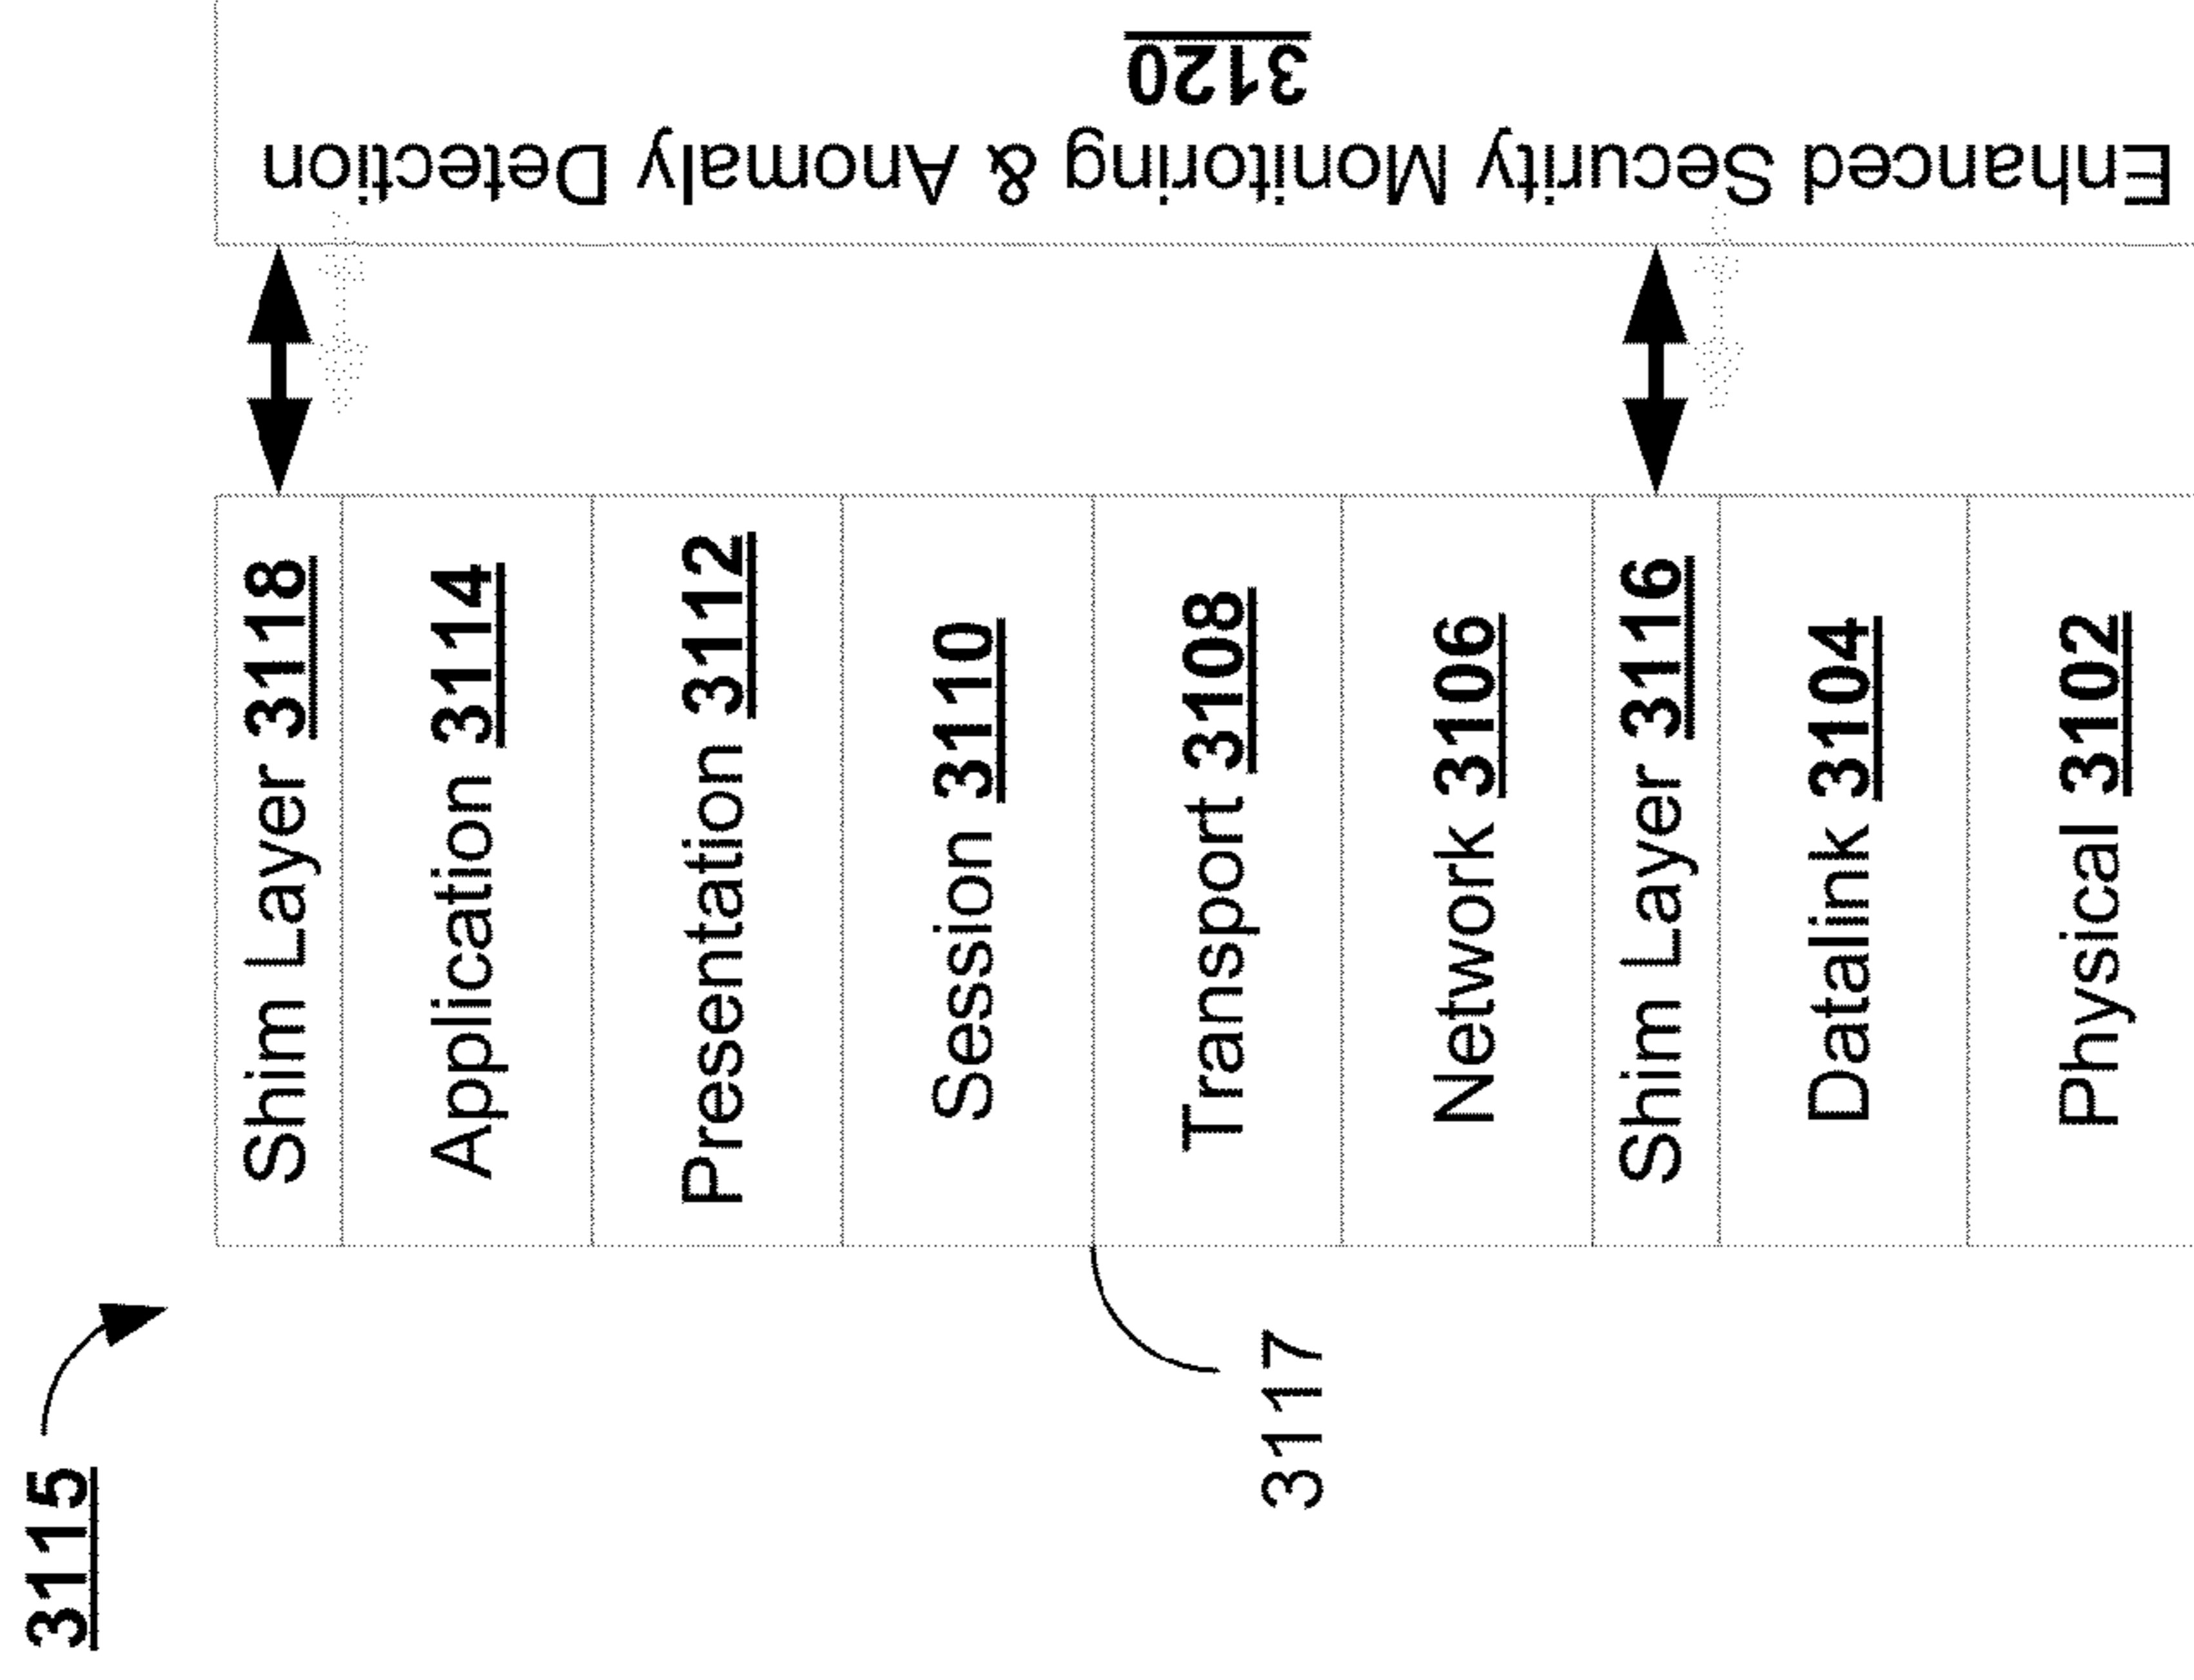 3115
Shim Layer 3118
Application 3114
Presentation 3112
Session 3110
Transport 3108
Network 3106
Shim Layer 3116
Datalink 3104
Physical 3102
3117
Enhanced Security Monitoring & Anomaly Detection
3120